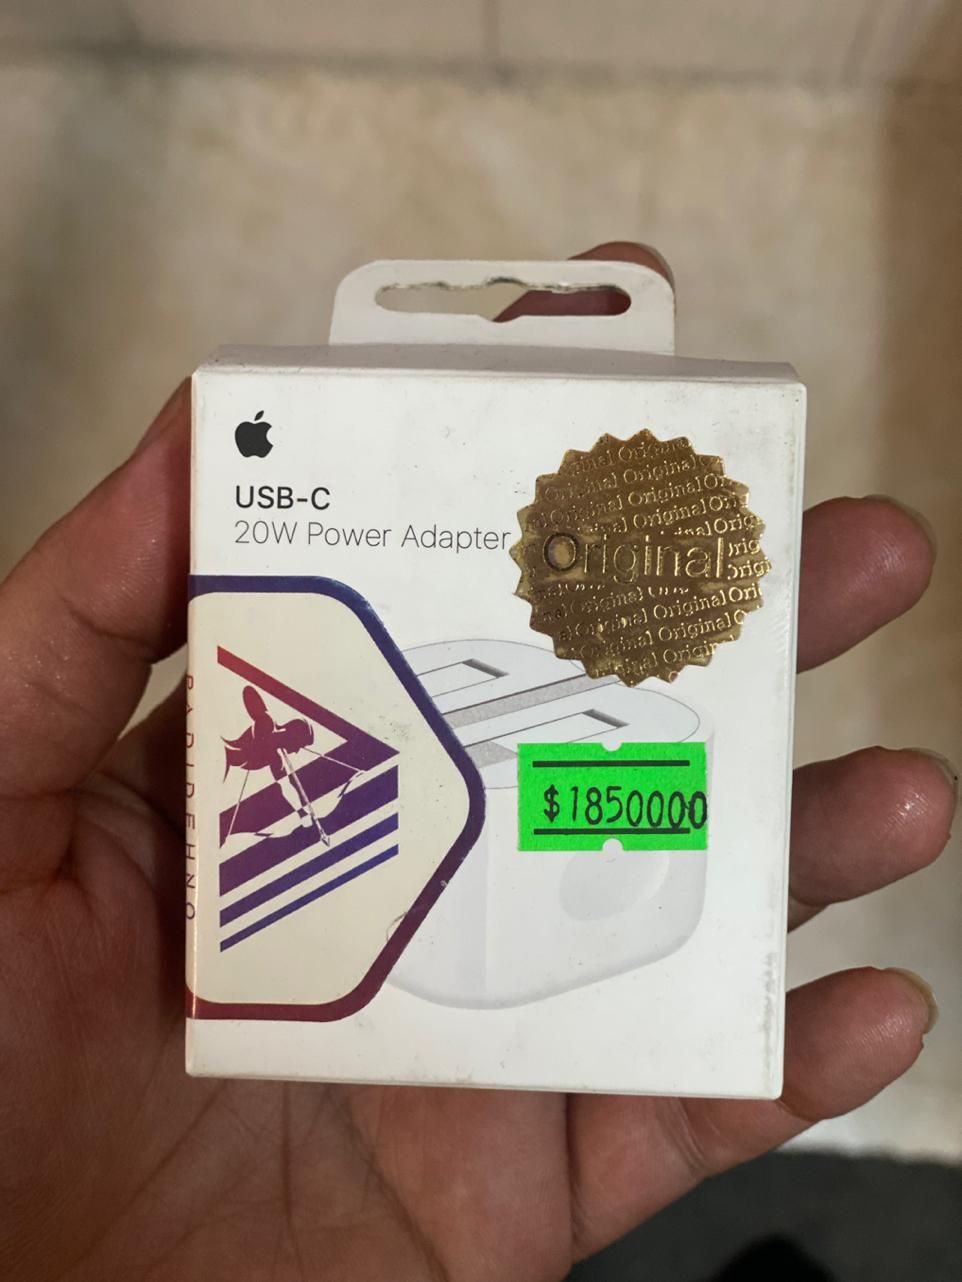 USB-C
20W Power Adapter
Original
$1850000